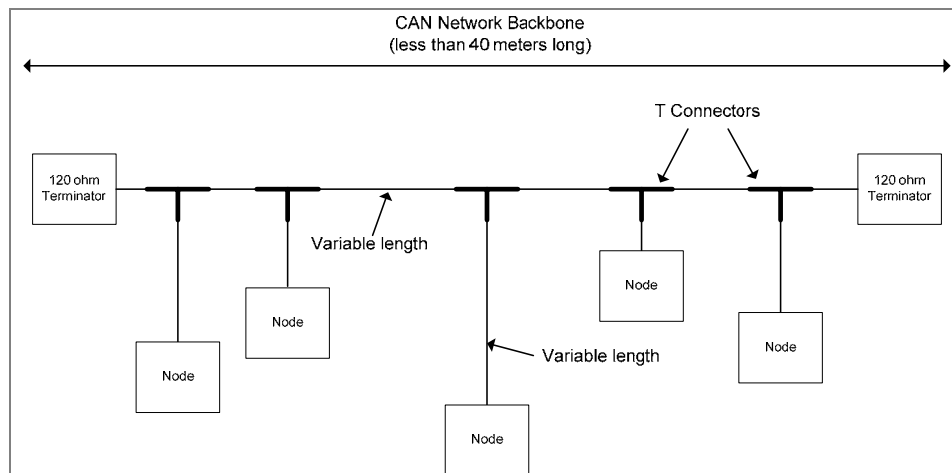 CAN Network Backbone
(less than 40 meters long)
T Connectors
120 ohm
Terminator
120 ohm
Terminator
Variable length
Node
Node
Node
Node
Variable length
Node